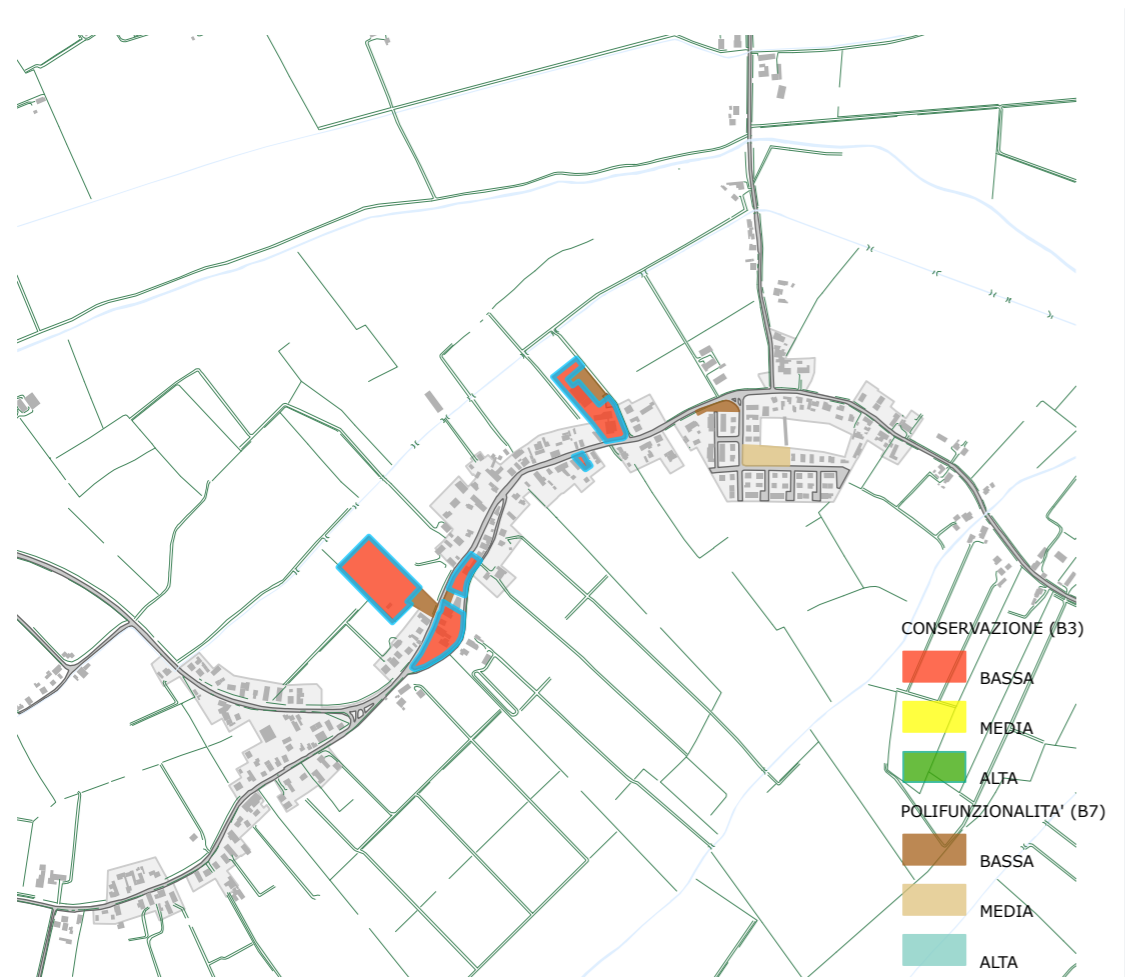 CONSERVAZIONE (B3)
BASSA
MEDIA
ALTA
POLIFUNZIONALITA' (B7)
BASSA
MEDIA
ALTA